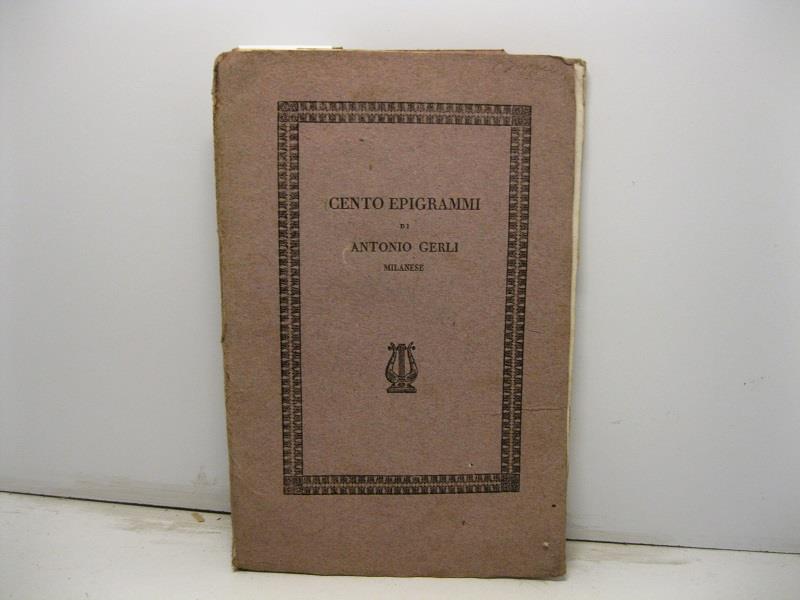 CENTO EPIGRAMMI
DI
ANTONIO GERLI
MILANESE